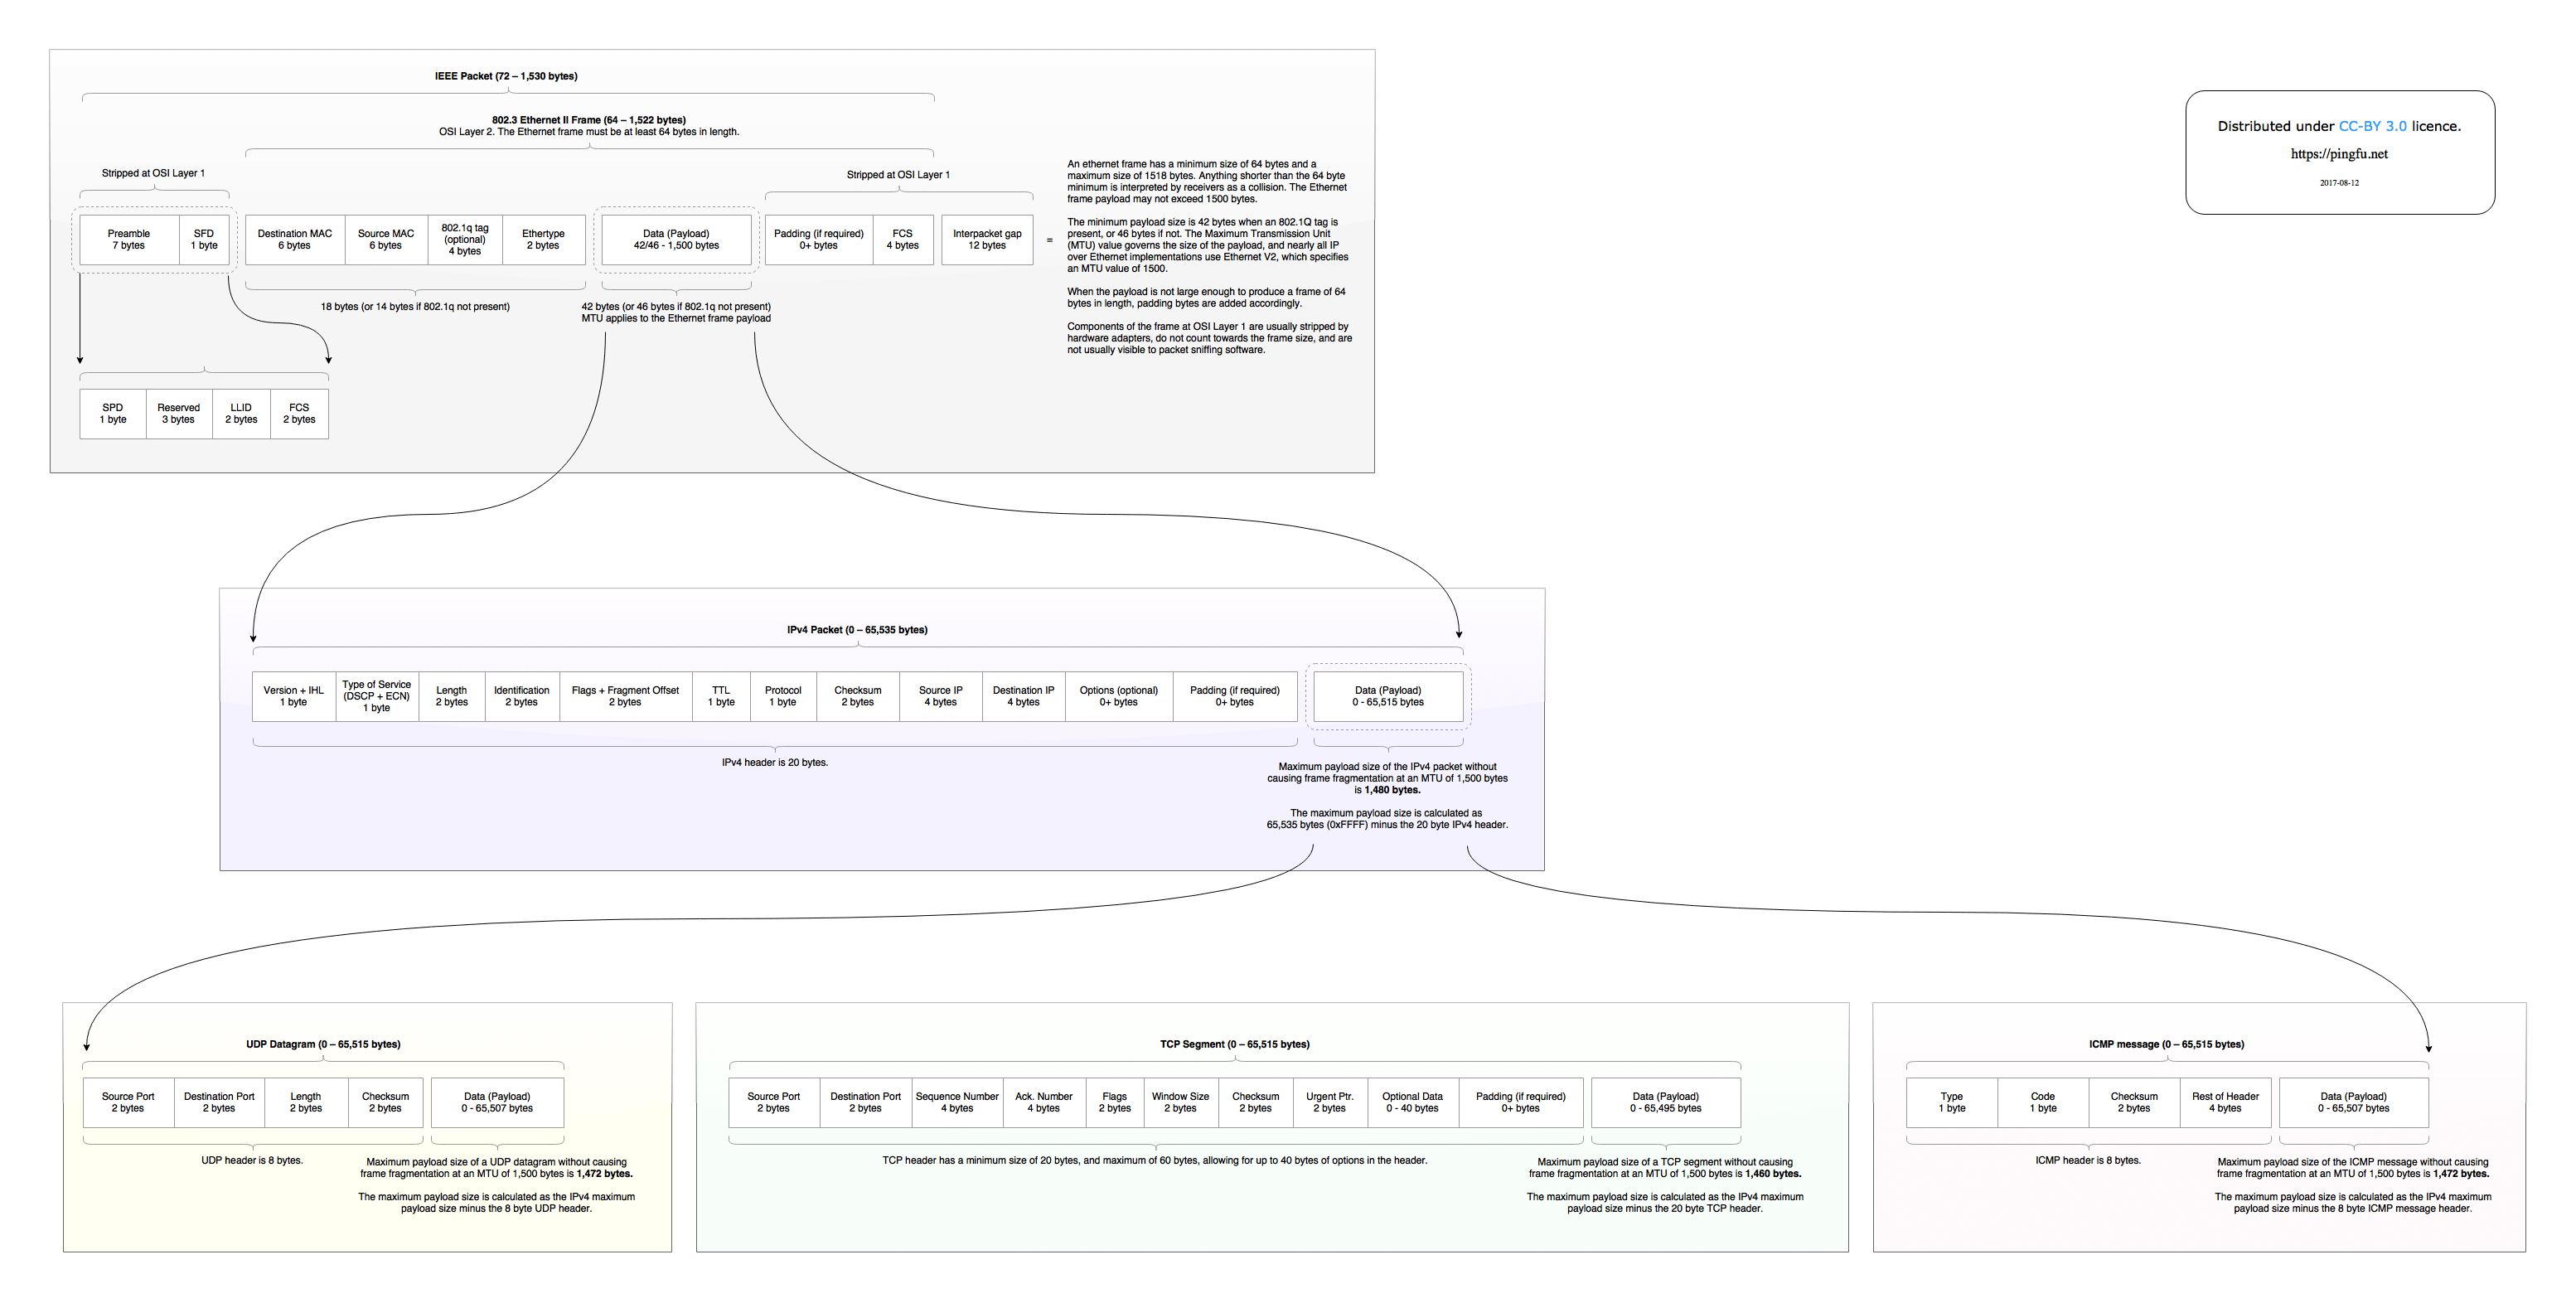 IEEE Packet (72 – 1,530 bytes)
802.3 Ethernet II Frame (64 – 1,522 bytes)
OSI Layer 2. The Ethernet frame must be at least 64 bytes in length.
Stripped at OSI Layer 1
Stripped at OSI Layer 1
Preamble
7 bytes
SFD
1 byte
Destination MAC
6 bytes
Source MAC
6 bytes
802.1q tag
(optional)
4 bytes
Ethertype
2 bytes
Data (Payload)
42/46 - 1,500 bytes
Padding (if required)
0+ bytes
FCS
4 bytes
Interpacket gap
12 bytes
=
An ethernet frame has a minimum size of 64 bytes and a
maximum size of 1518 bytes. Anything shorter than the 64 byte
minimum is interpreted by receivers as a collision. The Ethernet
frame payload may not exceed 1500 bytes.
The minimum payload size is 42 bytes when an 802.1Q tag is
present, or 46 bytes if not. The Maximum Transmission Unit
(MTU) value governs the size of the payload, and nearly all IP
over Ethernet implementations use Ethernet V2, which specifies
an MTU value of 1500.
When the payload is not large enough to produce a frame of 64
bytes in length, padding bytes are added accordingly.
Components of the frame at OSI Layer 1 are usually stripped by
hardware adapters, do not count towards the frame size, and are
not usually visible to packet sniffing software.
18 bytes (or 14 bytes if 802.1q not present)
42 bytes (or 46 bytes if 802.1q not present)
MTU applies to the Ethernet frame payload
SPD
1 byte
Reserved
3 bytes
LLID
2 bytes
FCS
2 bytes
Distributed under CC-BY 3.0 licence.
https://pingfu.net
2017-08-12
IPv4 Packet (0 – 65,535 bytes)
Version + IHL
1 byte
Type of Service
(DSCP + ECN)
1 byte
Length
2 bytes
Identification
2 bytes
Flags + Fragment Offset
2 bytes
TTL
1 byte
Protocol
1 byte
Checksum
2 bytes
Source IP
4 bytes
Destination IP
4 bytes
Options (optional)
0+ bytes
Padding (if required)
0+ bytes
Data (Payload)
0 - 65,515 bytes
IPv4 header is 20 bytes.
Maximum payload size of the IPv4 packet without
causing frame fragmentation at an MTU of 1,500 bytes
is 1,480 bytes.
The maximum payload size is calculated as
65,535 bytes (0xFFFF) minus the 20 byte IPv4 header.
UDP Datagram (0 – 65,515 bytes)
Source Port
2 bytes
Destination Port
2 bytes
Length
2 bytes
Checksum
2 bytes
Data (Payload)
0 - 65,507 bytes
UDP header is 8 bytes.
Maximum payload size of a UDP datagram without causing
frame fragmentation at an MTU of 1,500 bytes is 1,472 bytes.
The maximum payload size is calculated as the IPv4 maximum
payload size minus the 8 byte UDP header.
TCP Segment (0 – 65,515 bytes)
Source Port
2 bytes
Destination Port
2 bytes
Sequence Number
4 bytes
Ack. Number
4 bytes
Flags
2 bytes
Window Size
2 bytes
Checksum
2 bytes
Urgent Ptr.
2 bytes
Optional Data
0 - 40 bytes
Padding (if required)
0+ bytes
Data (Payload)
0 - 65,495 bytes
TCP header has a minimum size of 20 bytes, and maximum of 60 bytes, allowing for up to 40 bytes of options in the header.
Maximum payload size of a TCP segment without causing
frame fragmentation at an MTU of 1,500 bytes is 1,460 bytes.
The maximum payload size is calculated as the IPv4 maximum
payload size minus the 20 byte TCP header.
ICMP message (0 – 65,515 bytes)
Type
1 byte
Code
1 byte
Checksum
2 bytes
Rest of Header
4 bytes
Data (Payload)
0 - 65,507 bytes
ICMP header is 8 bytes.
Maximum payload size of the ICMP message without causing
frame fragmentation at an MTU of 1,500 bytes is 1,472 bytes.
The maximum payload size is calculated as the IPv4 maximum
payload size minus the 8 byte ICMP message header.